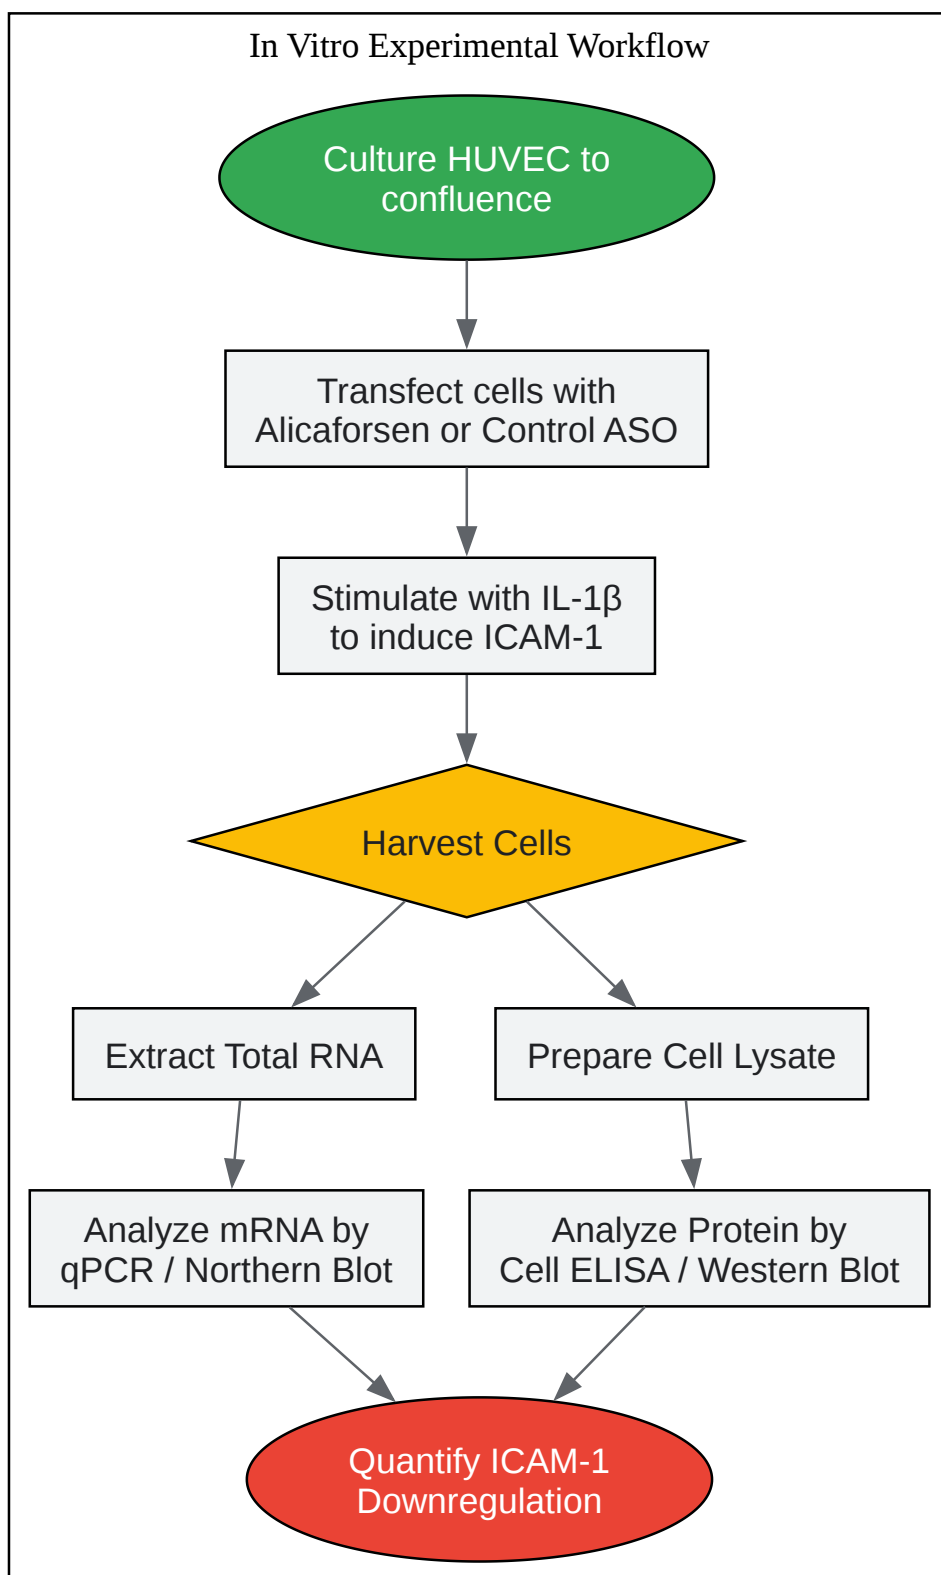 In Vitro Experimental Workflow
Culture HUVEC to
confluence
Transfect cells with
Alicaforsen or Control ASO
Stimulate with IL-1β
to induce ICAM-1
Harvest Cells
Extract Total RNA
Prepare Cell Lysate
Analyze mRNA by
qPCR / Northern Blot
Analyze Protein by
Cell ELISA / Western Blot
Quantify ICAM-1
Downregulation